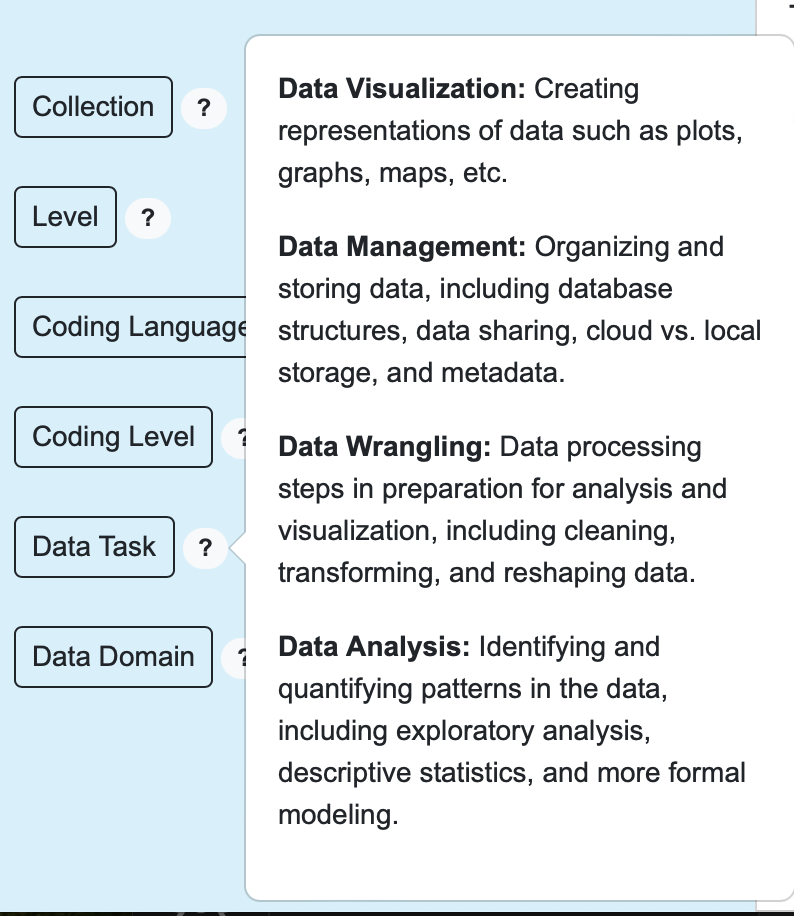 Collection ?
Level ?
Coding Language
Coding Level ?
Data Task ?
Data Domain ?
Data Visualization: Creating
representations of data such as plots,
graphs, maps, etc.
Data Management: Organizing and
storing data, including database
structures, data sharing, cloud vs. local
storage, and metadata.
Data Wrangling: Data processing
steps in preparation for analysis and
visualization, including cleaning,
transforming, and reshaping data.
Data Analysis: Identifying and
quantifying patterns in the data,
including exploratory analysis,
descriptive statistics, and more formal
modeling.